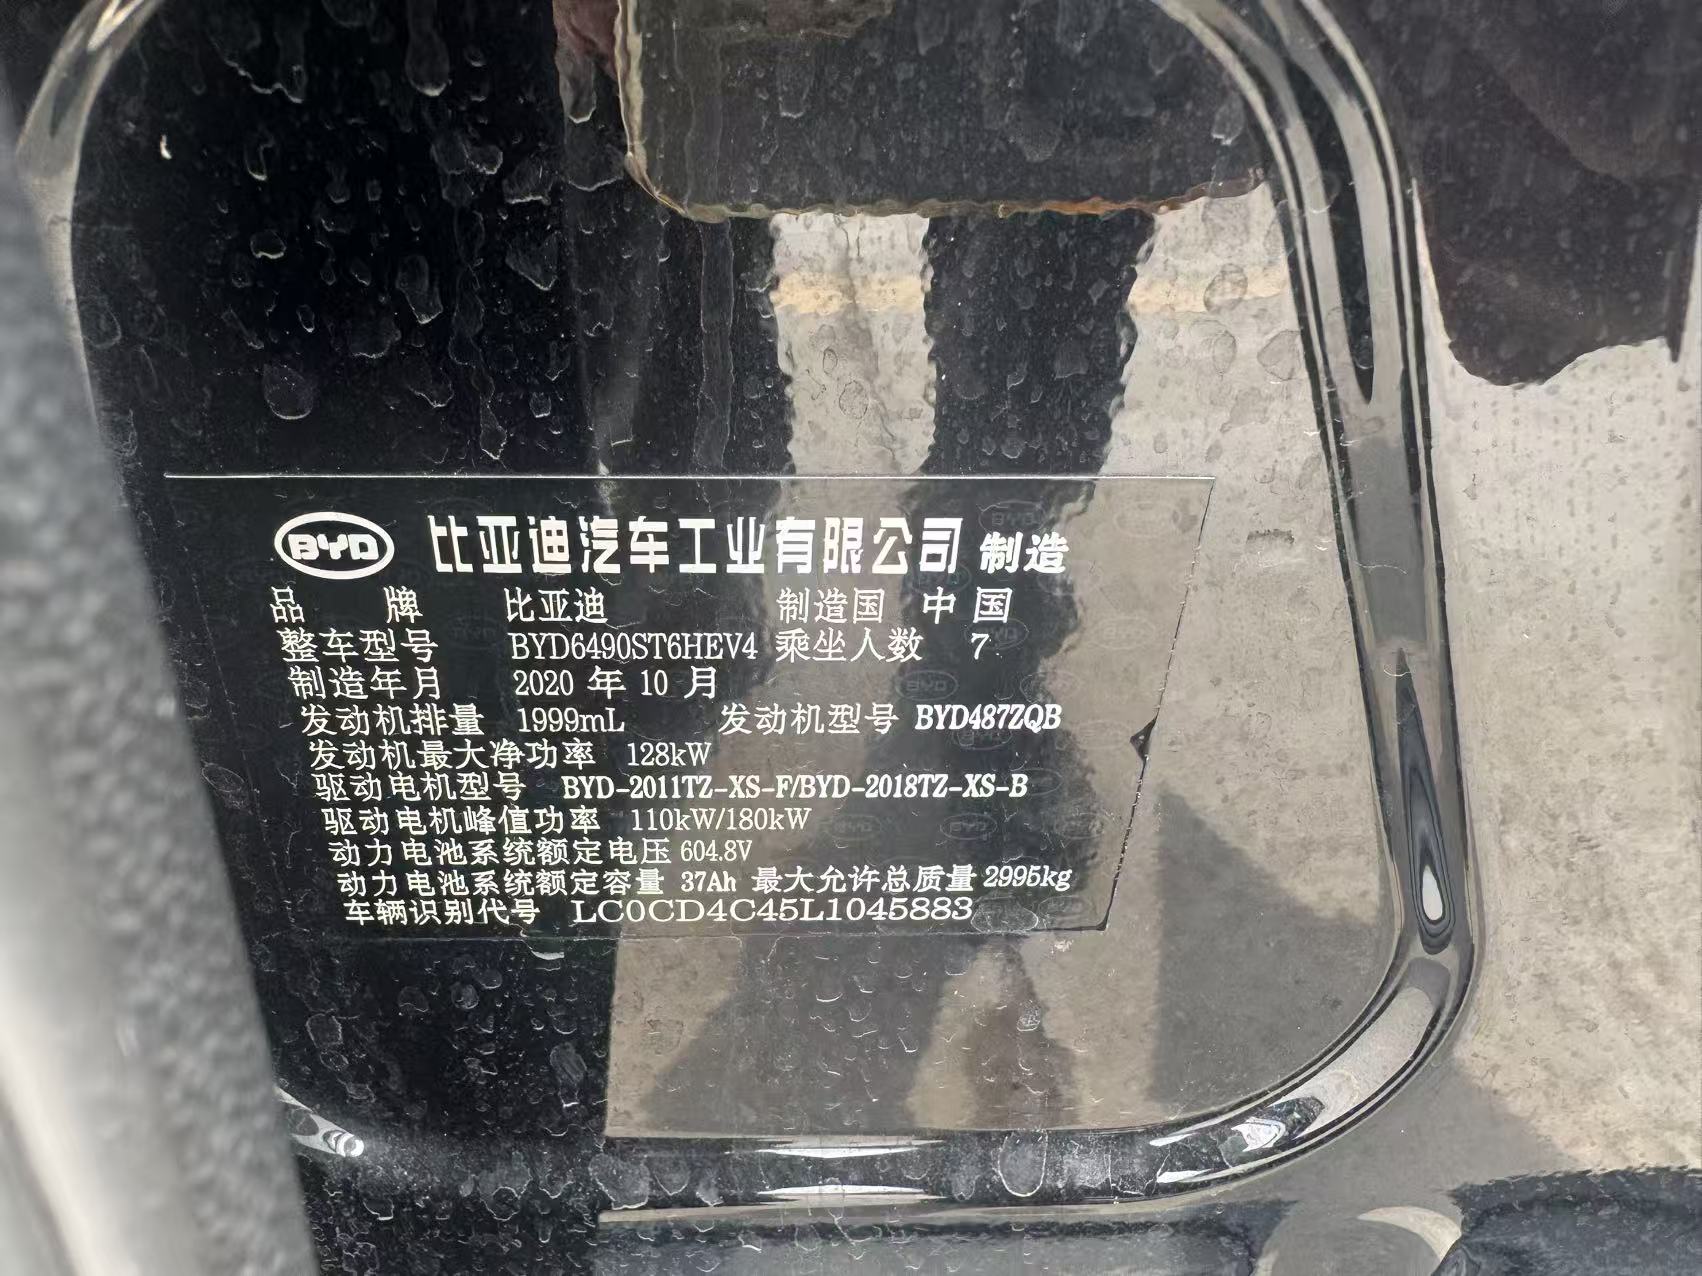 BYD 比亚迪汽车工业有限公司 制造
品 牌 比亚迪 制造国 中国
整车型号 BYD6490ST6HEV4 乘坐人数 7
制造年月 2020 年 10 月
发动机排量 1999mL 发动机型号 BYD487ZQB
发动机最大净功率 128kW
驱动电机型号 BYD-2011TZ-XS-F/BYD-2018TZ-XS-B
驱动电机峰值功率 110kW/180kW
动力电池系统额定电压 604.8V
动力电池系统额定容量 37Ah 最大允许总质量 2995kg
车辆识别代号 LC0CD4C45L1045883